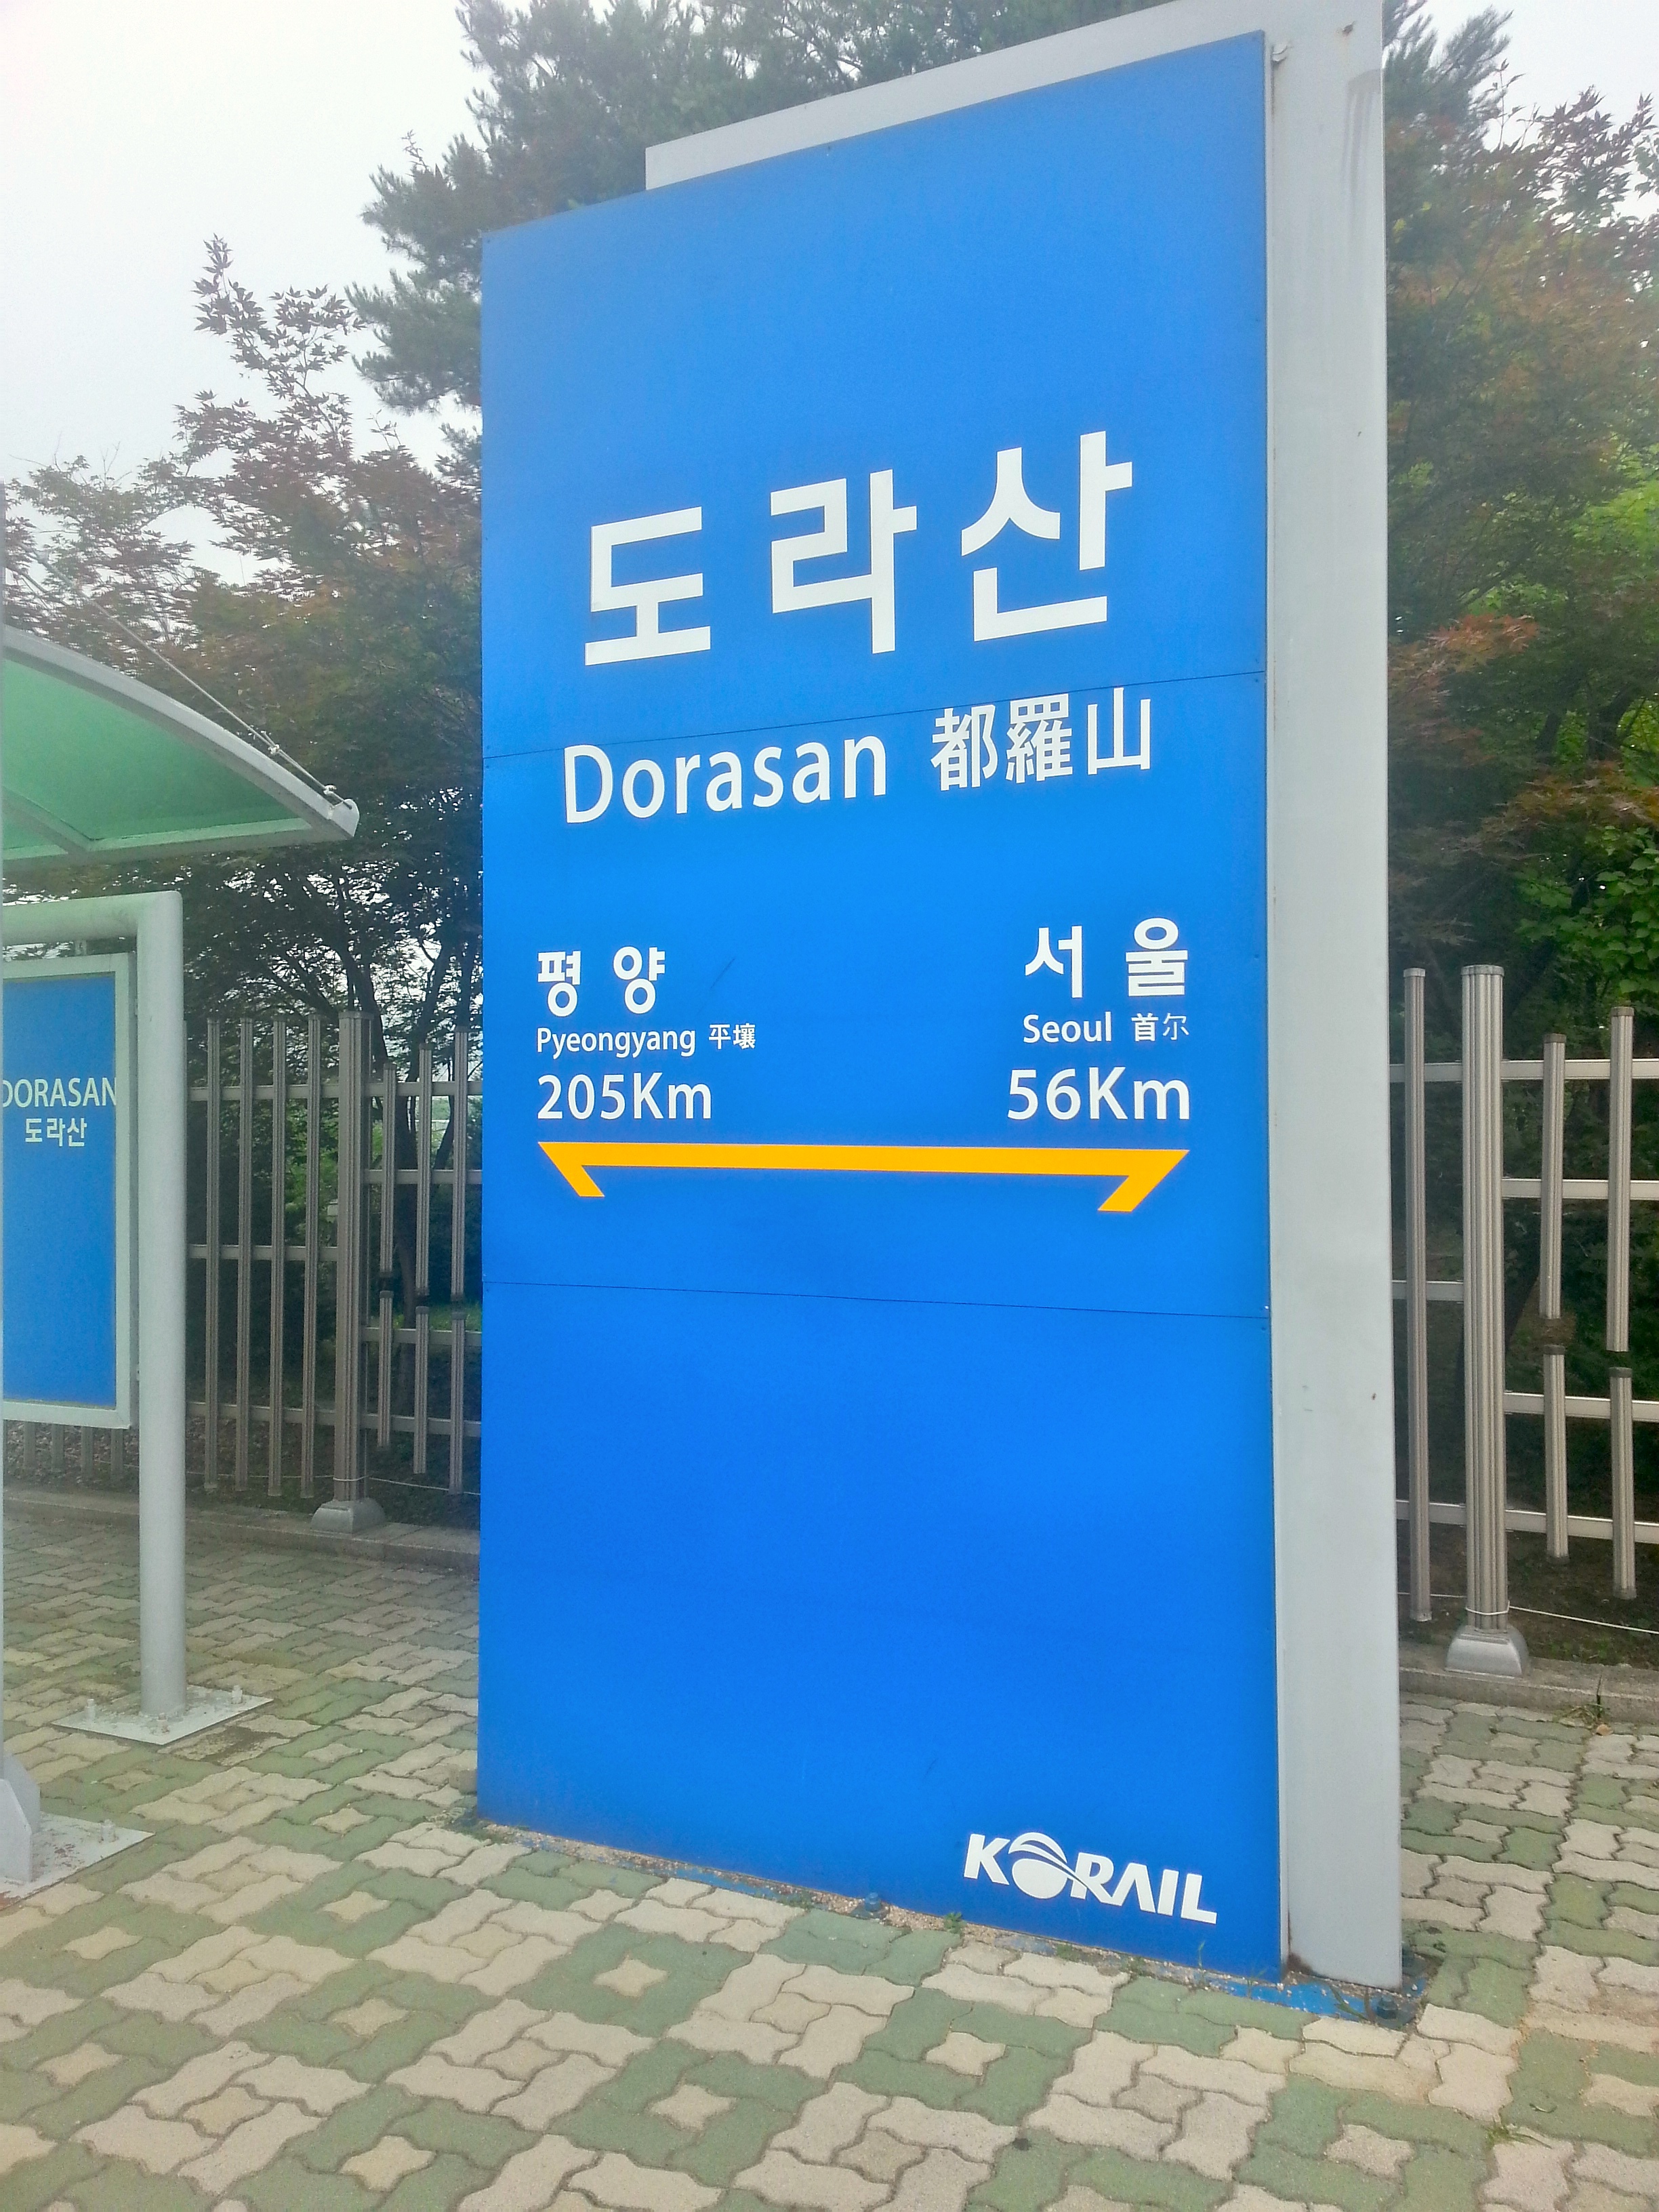 도라산
Dorasan 都羅山
평양
Pyeongyang 平壤
205Km
서울
Seoul 首尔
56Km
KORAIL
DORASAN
도라산